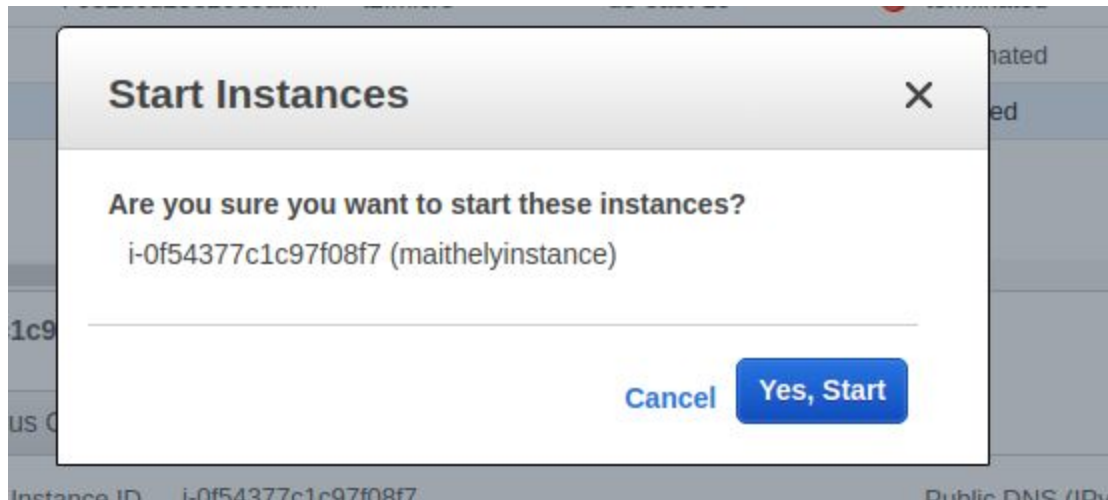 nated
Start Instances
ed
Are you sure you want to start these instances?
i-0f54377c1c97f08f7 (maithelyinstance)
1c9
Cancel
Yes, Start
us
Instance ID i-0f54377c1c97f08f7 Public DNS (IP